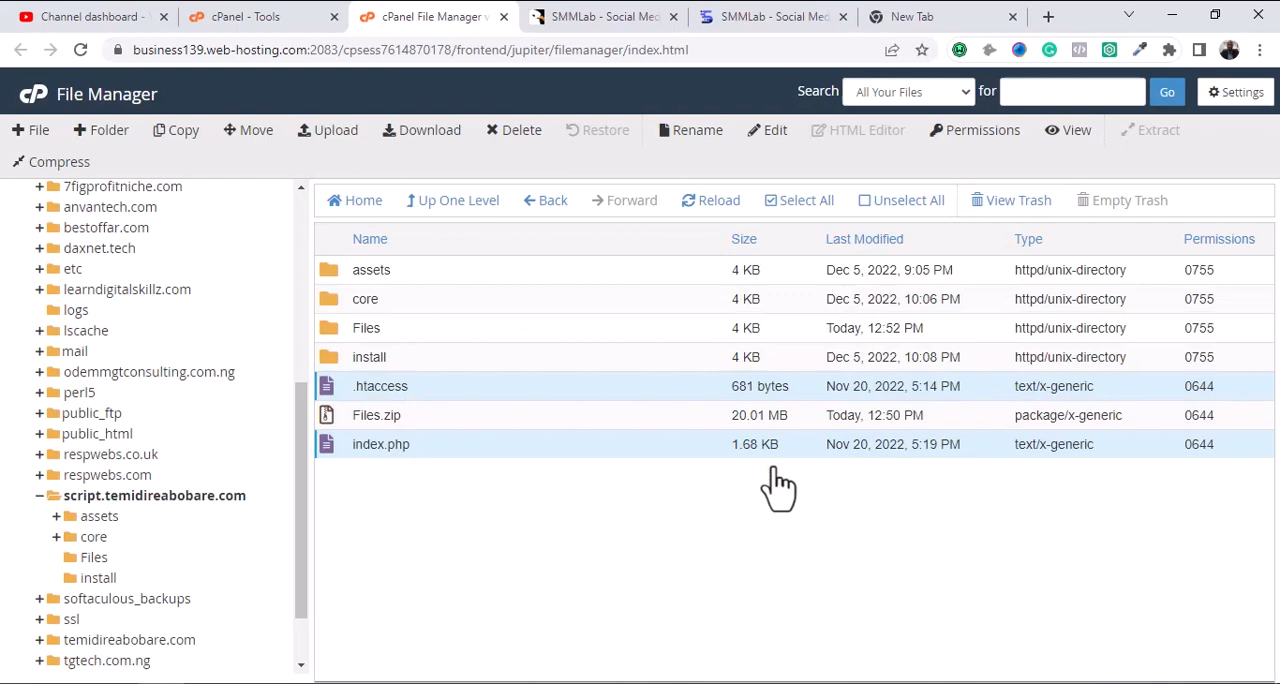 Channel dashboard -
cPanel - Tools
cPanel File Manager v
SMMLab - Social Med
SMMLab - Social Med
New Tab
business139.web-hosting.com:2083/cpsess7614870178/frontend/jupiter/filemanager/index.html
cP File Manager
Search All Your Files for Go Settings
File Folder Copy Move Upload Download Delete Restore Rename Edit HTML Editor Permissions View Extract
Compress
7figprofitniche.com
anvantech.com
bestoffar.com
daxnet.tech
etc
learndigitalskillz.com
logs
lscache
mail
odemmgtconsulting.com.ng
perl5
public_ftp
public_html
respwebs.co.uk
respwebs.com
script.temidireabobare.com
assets
core
Files
install
softaculous_backups
ssl
temidireabobare.com
tgtech.com.ng
Home Up One Level Back Forward Reload Select All Unselect All View Trash Empty Trash
Name Size Last Modified Type Permissions
assets 4 KB Dec 5, 2022, 9:05 PM httpd/unix-directory 0755
core 4 KB Dec 5, 2022, 10:06 PM httpd/unix-directory 0755
Files 4 KB Today, 12:52 PM httpd/unix-directory 0755
install 4 KB Dec 5, 2022, 10:08 PM httpd/unix-directory 0755
.htaccess 681 bytes Nov 20, 2022, 5:14 PM text/x-generic 0644
Files.zip 20.01 MB Today, 12:50 PM package/x-generic 0644
index.php 1.68 KB Nov 20, 2022, 5:19 PM text/x-generic 0644